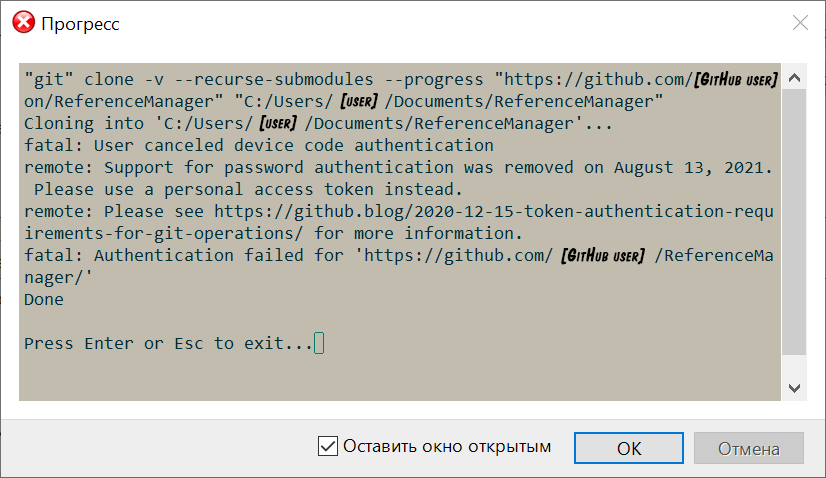 Прогресс
"git" clone -v --recurse-submodules --progress "https://github.com/[GitHub user]
on/ReferenceManager" "C:/Users/ [user] /Documents/ReferenceManager"
Cloning into 'C:/Users/ [user] /Documents/ReferenceManager'...
fatal: User canceled device code authentication
remote: Support for password authentication was removed on August 13, 2021.
 Please use a personal access token instead.
remote: Please see https://github.blog/2020-12-15-token-authentication-requ
irements-for-git-operations/ for more information.
fatal: Authentication failed for 'https://github.com/ [GitHub user] /ReferenceMa
nager/'
Done
Press Enter or Esc to exit...
Оставить окно открытым
OK
Отмена